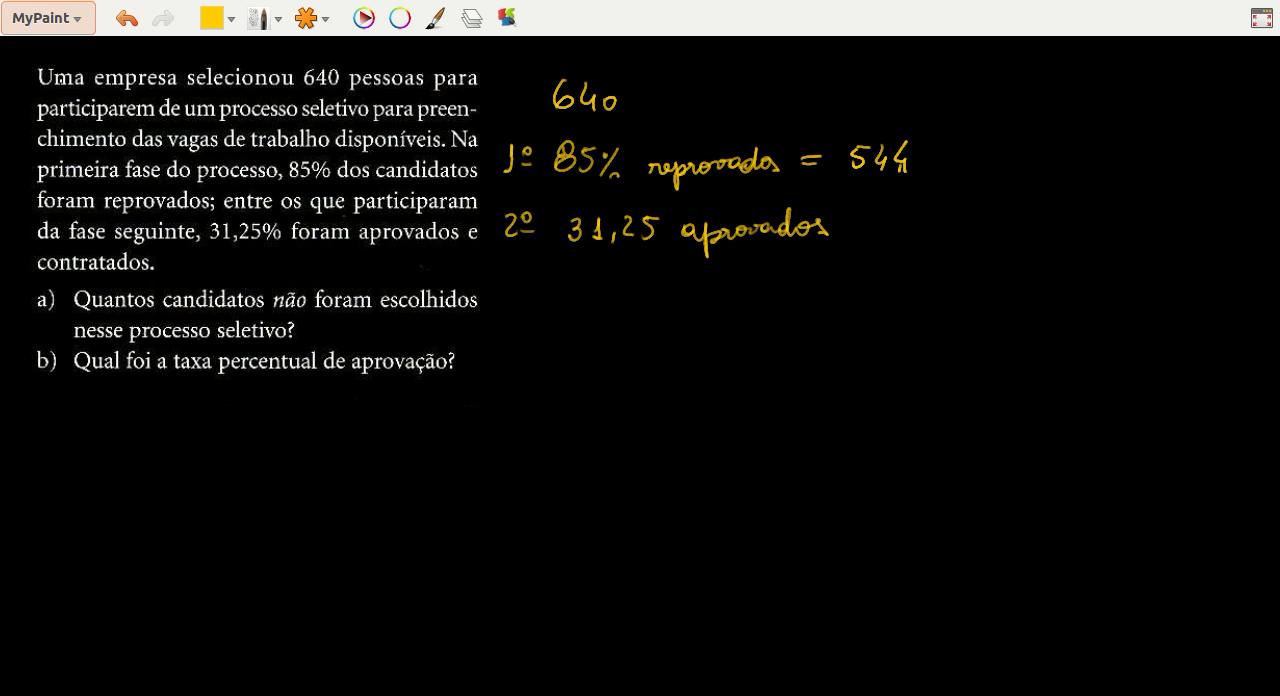 MyPaint
Uma empresa selecionou 640 pessoas para
participarem de um processo seletivo para preen-
chimento das vagas de trabalho disponíveis. Na
primeira fase do processo, 85% dos candidatos
foram reprovados; entre os que participaram
da fase seguinte, 31,25% foram aprovados e
contratados.
a) Quantos candidatos não foram escolhidos
nesse processo seletivo?
b) Qual foi a taxa percentual de aprovação?
640
1º 85% reprovados = 544
2º 31,25 aprovados